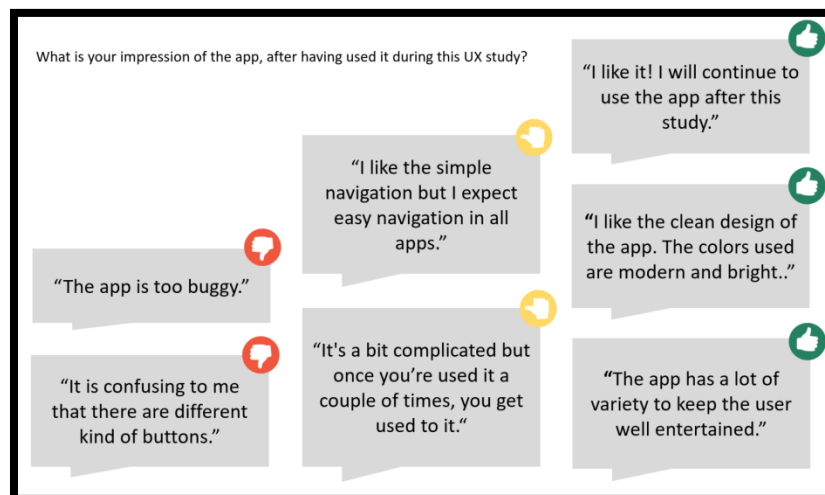 What is your impression of the app, after having used it during this UX study?
“I like it! I will continue to
use the app after this
study.”
“I like the simple
navigation but I expect
easy navigation in all
apps.”
“I like the clean design of
the app. The colors used
are modern and bright..”
“The app is too buggy.”
“It's a bit complicated but
once you’re used it a
couple of times, you get
used to it.“
“It is confusing to me
that there are different
kind of buttons.”
“The app has a lot of
variety to keep the user
well entertained.”